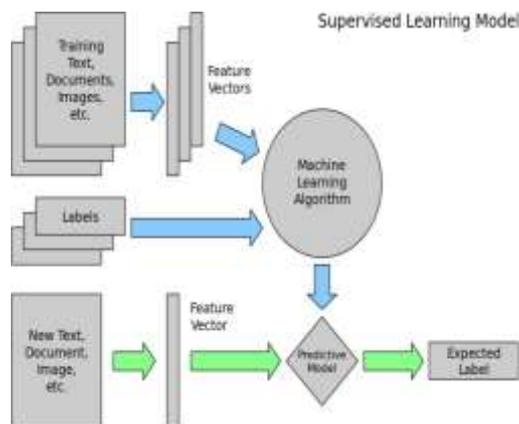 Supervised Learning Model
Training
Text,
Documents,
Images,
etc.
Feature
Vectors
Machine
Learning
Algorithm
Labels
New Text,
Document,
Image,
etc.
Feature
Vector
Predictive
Model
Expected
Label